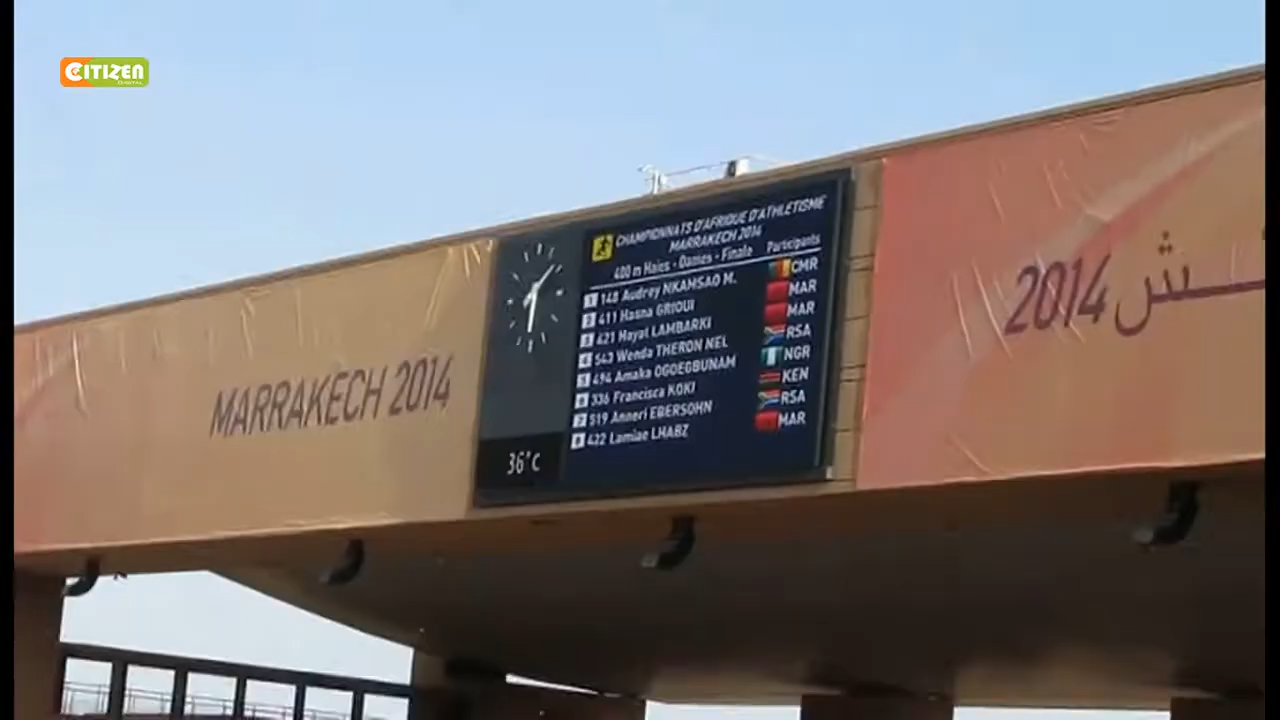 CITIZEN
DIGITAL
CHAMPIONNATS D'AFRIQUE D'ATHLÉTISME
MARRAKECH 2014
400 m Haies - Dames - Finale Participants
1 148 Audrey NKAMSAO M. CMR
2 411 Hasna GRIOUI MAR
3 421 Hayat LAMBARKI MAR
4 543 Wenda THERON NEL RSA
5 494 Amaka OGOEGBUNAM NGR
6 336 Francisca KOKI KEN
7 519 Anneri EBERSOHN RSA
8 422 Lamiae LHABZ MAR
36°C
MARRAKECH 2014
2014